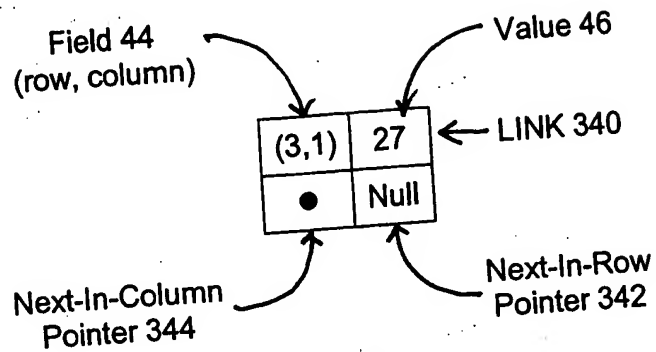 Field 44
(row, column)
Value 46
(3,1) 27
LINK 340
● Null
Next-In-Column
Pointer 344
Next-In-Row
Pointer 342